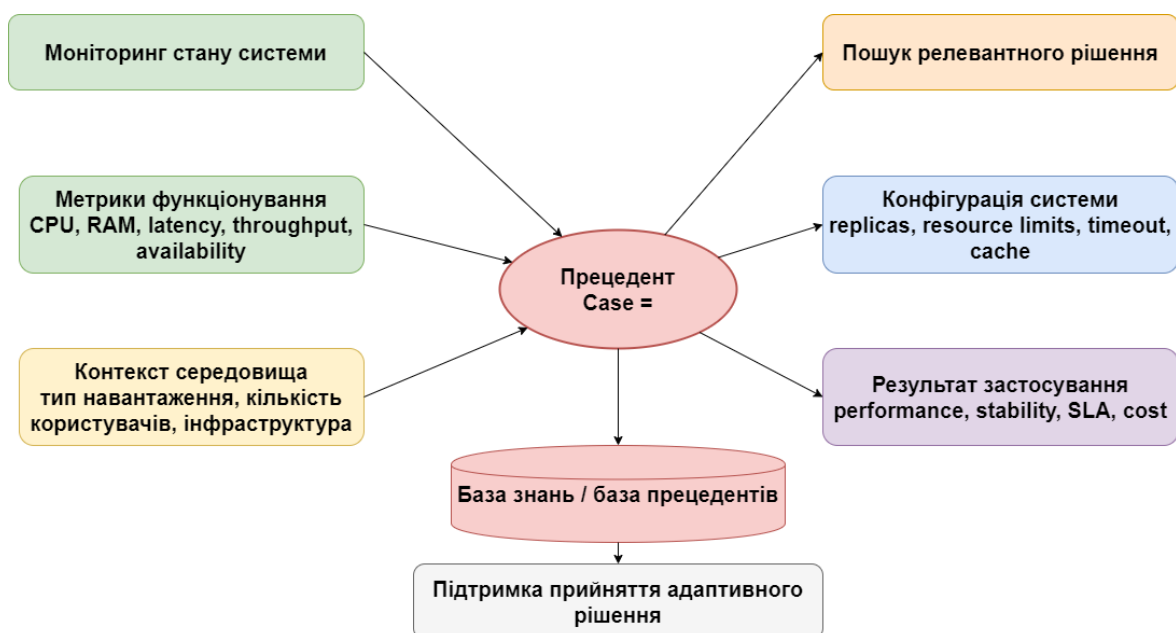 Моніторинг стану системи
Пошук релевантного рішення
Метрики функціонування
CPU, RAM, latency, throughput,
availability
Конфігурація системи
replicas, resource limits, timeout,
cache
Прецедент
Case =
Контекст середовища
тип навантаження, кількість
користувачів, інфраструктура
Результат застосування
performance, stability, SLA, cost
База знань / база прецедентів
Підтримка прийняття адаптивного
рішення